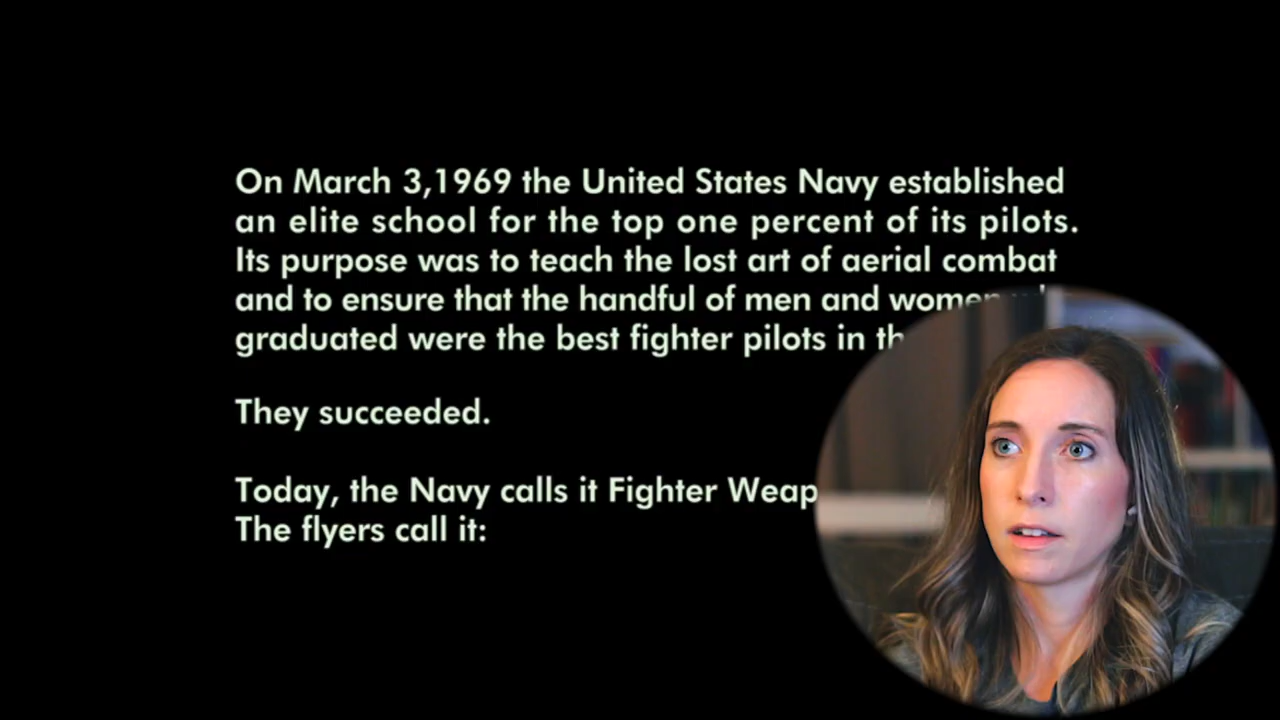 On March 3,1969 the United States Navy established
an elite school for the top one percent of its pilots.
Its purpose was to teach the lost art of aerial combat
and to ensure that the handful of men and women
graduated were the best fighter pilots in
They succeeded.
Today, the Navy calls it Fighter
The flyers call it: